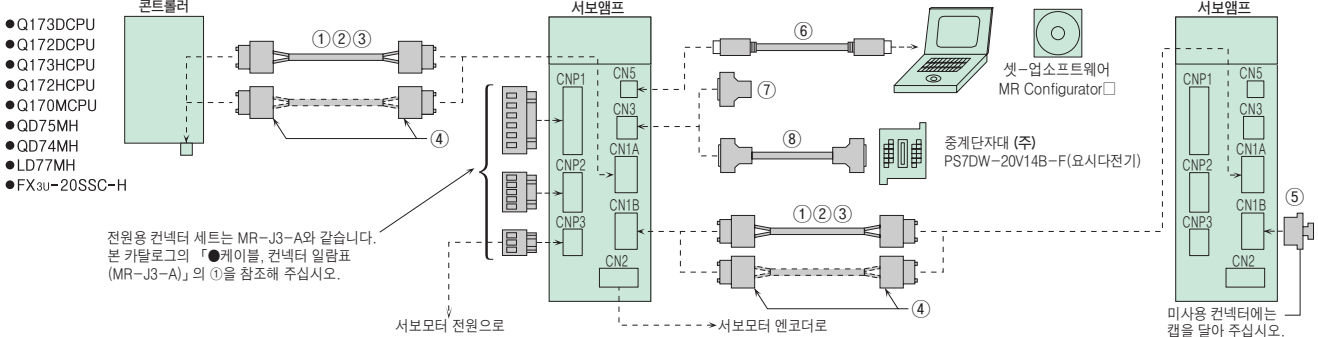 콘트롤러
●Q173DCPU
●Q172DCPU
●Q173HCPU
●Q172HCPU
●Q170MCPU
●QD75MH
●QD74MH
●LD77MH
●FX3U-20SSC-H
①②③
④
전원용 컨넥터 세트는 MR-J3-A와 같습니다.
본 카탈로그의 「●케이블, 컨넥터 일람표
(MR-J3-A)」의 ①을 참조해 주십시오.
서보모터 전원으로
서보앰프
CNP1
CN5
CN3
CN1A
CNP2
CN1B
CNP3
CN2
서보모터 엔코더로
⑥
셋-업소프트웨어
MR Configurator□
⑦
⑧
중계단자대 (주)
PS7DW-20V14B-F(요시다전기)
①②③
④
서보앰프
CNP1
CN5
CN3
CN1A
CNP2
CN1B
CNP3
CN2
⑤
미사용 컨넥터에는
캡을 달아 주십시오.